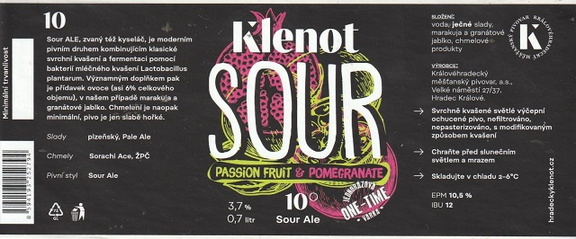 10
Sour ALE, zvaný též kyseláč, je moderním
pivním druhem kombinujícím klasické
svrchní kvašení a fermentaci pomocí
bakterií mléčného kvašení Lactobacillus
plantarum. Významným doplňkem pak
je přídavek ovoce (asi 6% celkového
objemu), v našem případě marakuja a
granátové jablko. Chmelení je naopak
minimální, pivo je jen slabě hořké.
Slady plzeňský, Pale Ale
Chmely Sorachi Ace, ŽPČ
Pivní styl Sour Ale
Minimální trvanlivost
Klenot
SOUR
PASSION FRUIT & POMEGRANATE
3,7 %
0,7 litr
10°
Sour Ale
JEDNORÁZOVÁ
ONE-TIME
VÁRKA
SLOŽENÍ:
voda, ječné slady,
marakuja a granátové
jablko, chmelové
produkty
VÝROBCE:
Královéhradecký
měšťanský pivovar, a.s.,
Velké náměstí 27/37,
Hradec Králové.
Svrchně kvašené světlé výčepní
ochucené pivo, nefiltrováno,
nepasterizováno, s modifikovaným
způsobem kvašení
Chraňte před slunečním
světlem a mrazem
Skladujte v chladu 2-6°C
EPM 10,5 %
IBU 12
KRÁLOVÉHRADECKÝ MĚŠŤANSKÝ PIVOVAR
K
hradeckyklenot.cz